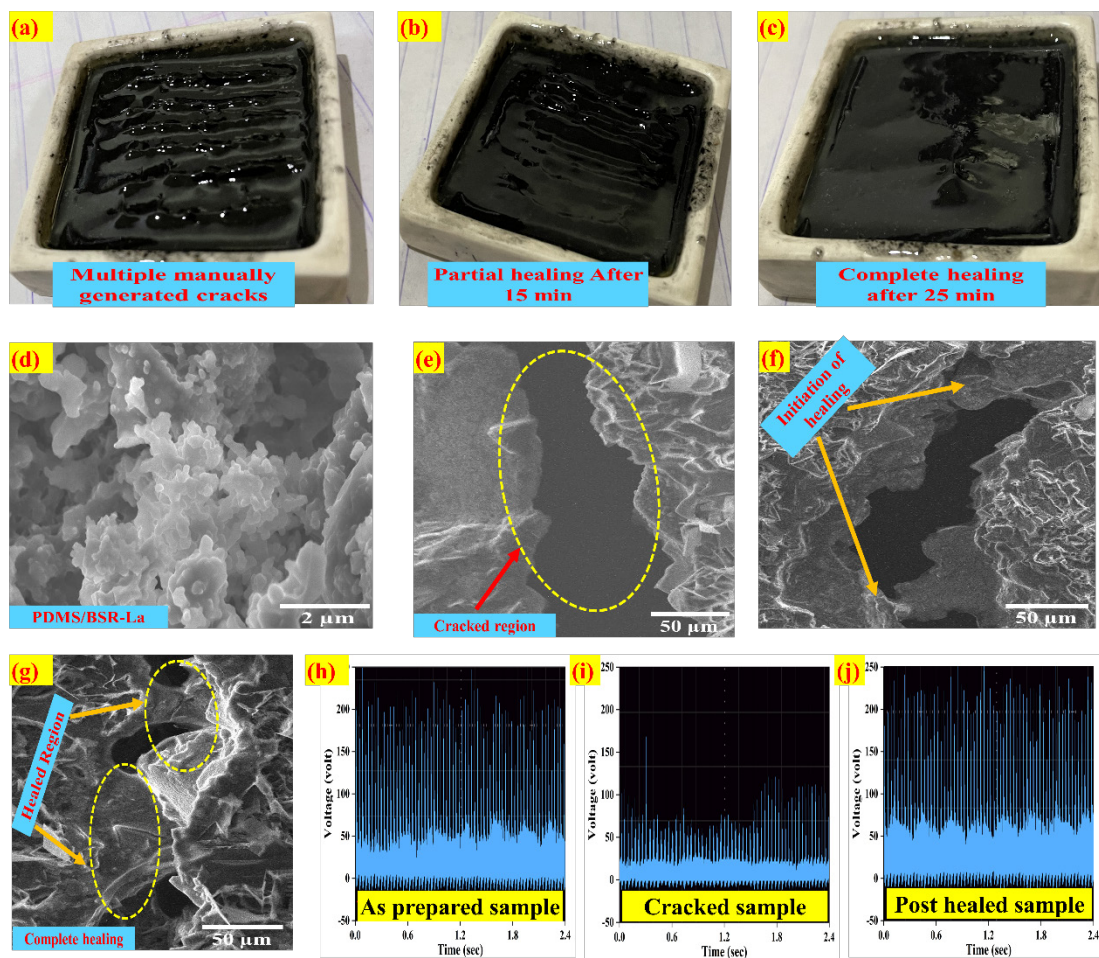 (a)
Multiple manually
generated cracks
(b)
Partial healing After
15 min
(c)
Complete healing
after 25 min
(d)
PDMS/BSR-La
2 μm
(e)
Cracked region
50 μm
(f)
Initiation of
healing
50 μm
(g)
Healed Region
Complete healing
50 μm
(h)
Voltage (volt)
200
150
100
50
0
-50
As prepared sample
0.0 0.6 1.2 1.8 2.4
Time (sec)
(i)
Voltage (volt)
250
200
150
100
50
0
-50
Cracked sample
0.0 0.6 1.2 1.8 2.4
Time (sec)
(j)
Voltage (volt)
250
200
150
100
50
0
-50
Post healed sample
0.0 0.6 1.2 1.8 2.4
Time (sec)